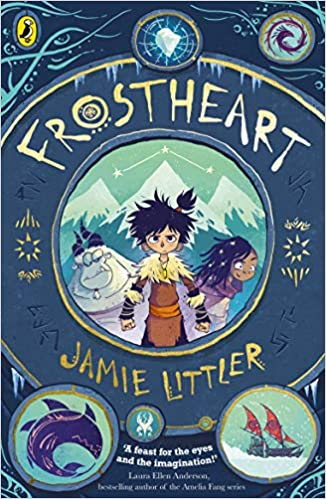 FROSTHEART
JAMIE LITTLER
'A feast for the eyes
and the imagination!'
Laura Ellen Anderson,
bestselling author of the Amelia Fang series